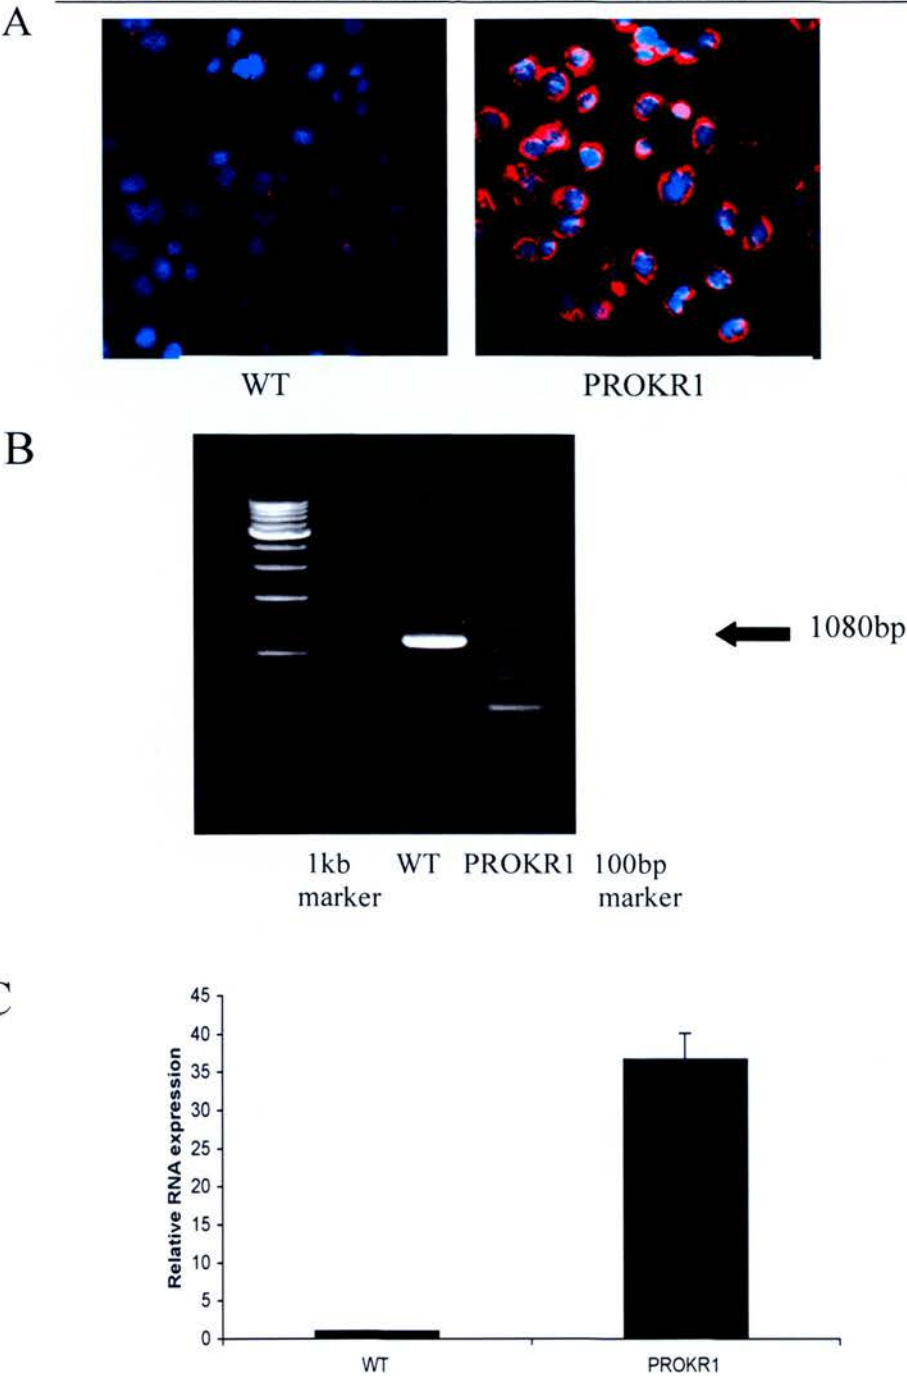 A
WT PROKR1
B
1080bp
1kb WT PROKR1 100bp
marker marker
C
45
40
35
30
25
20
15
10
5
0
Relative RNA expression
WT PROKR1